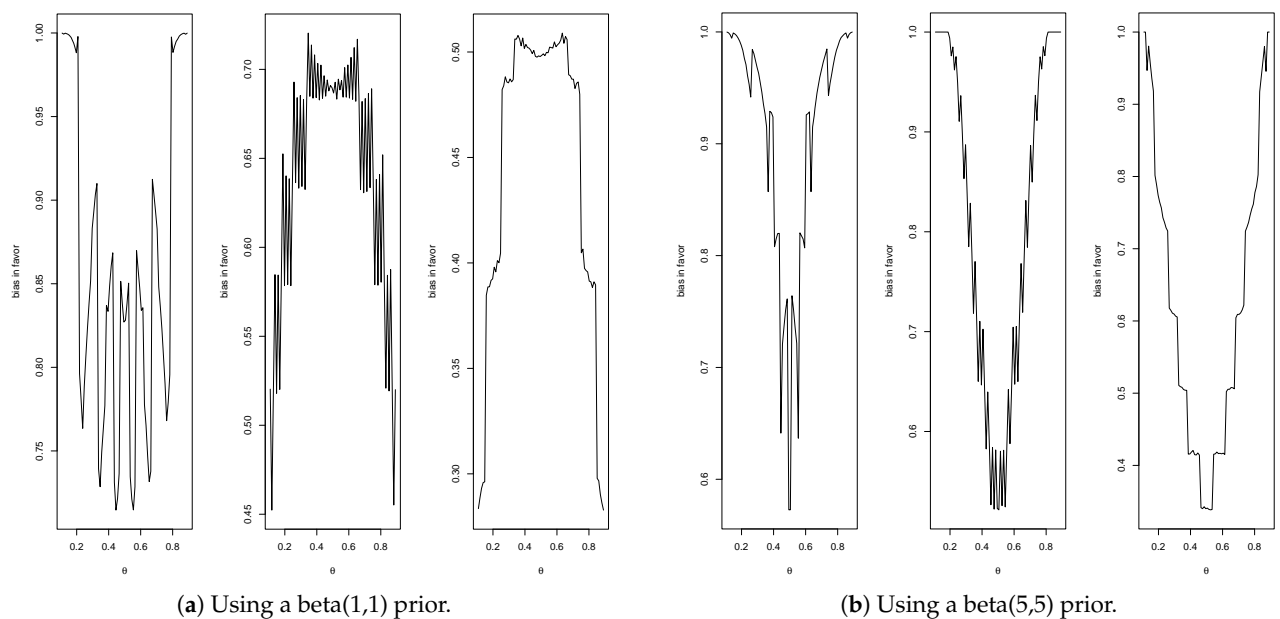 bias in favor
0.75 0.80 0.85 0.90 0.95 1.00
0.2 0.4 0.6 0.8
θ
bias in favor
0.45 0.50 0.55 0.60 0.65 0.70
0.2 0.4 0.6 0.8
θ
bias in favor
0.30 0.35 0.40 0.45 0.50
0.2 0.4 0.6 0.8
θ
(a) Using a beta(1,1) prior.
bias in favor
0.6 0.7 0.8 0.9 1.0
0.2 0.4 0.6 0.8
θ
bias in favor
0.6 0.7 0.8 0.9 1.0
0.2 0.4 0.6 0.8
θ
bias in favor
0.4 0.5 0.6 0.7 0.8 0.9 1.0
0.2 0.4 0.6 0.8
θ
(b) Using a beta(5,5) prior.